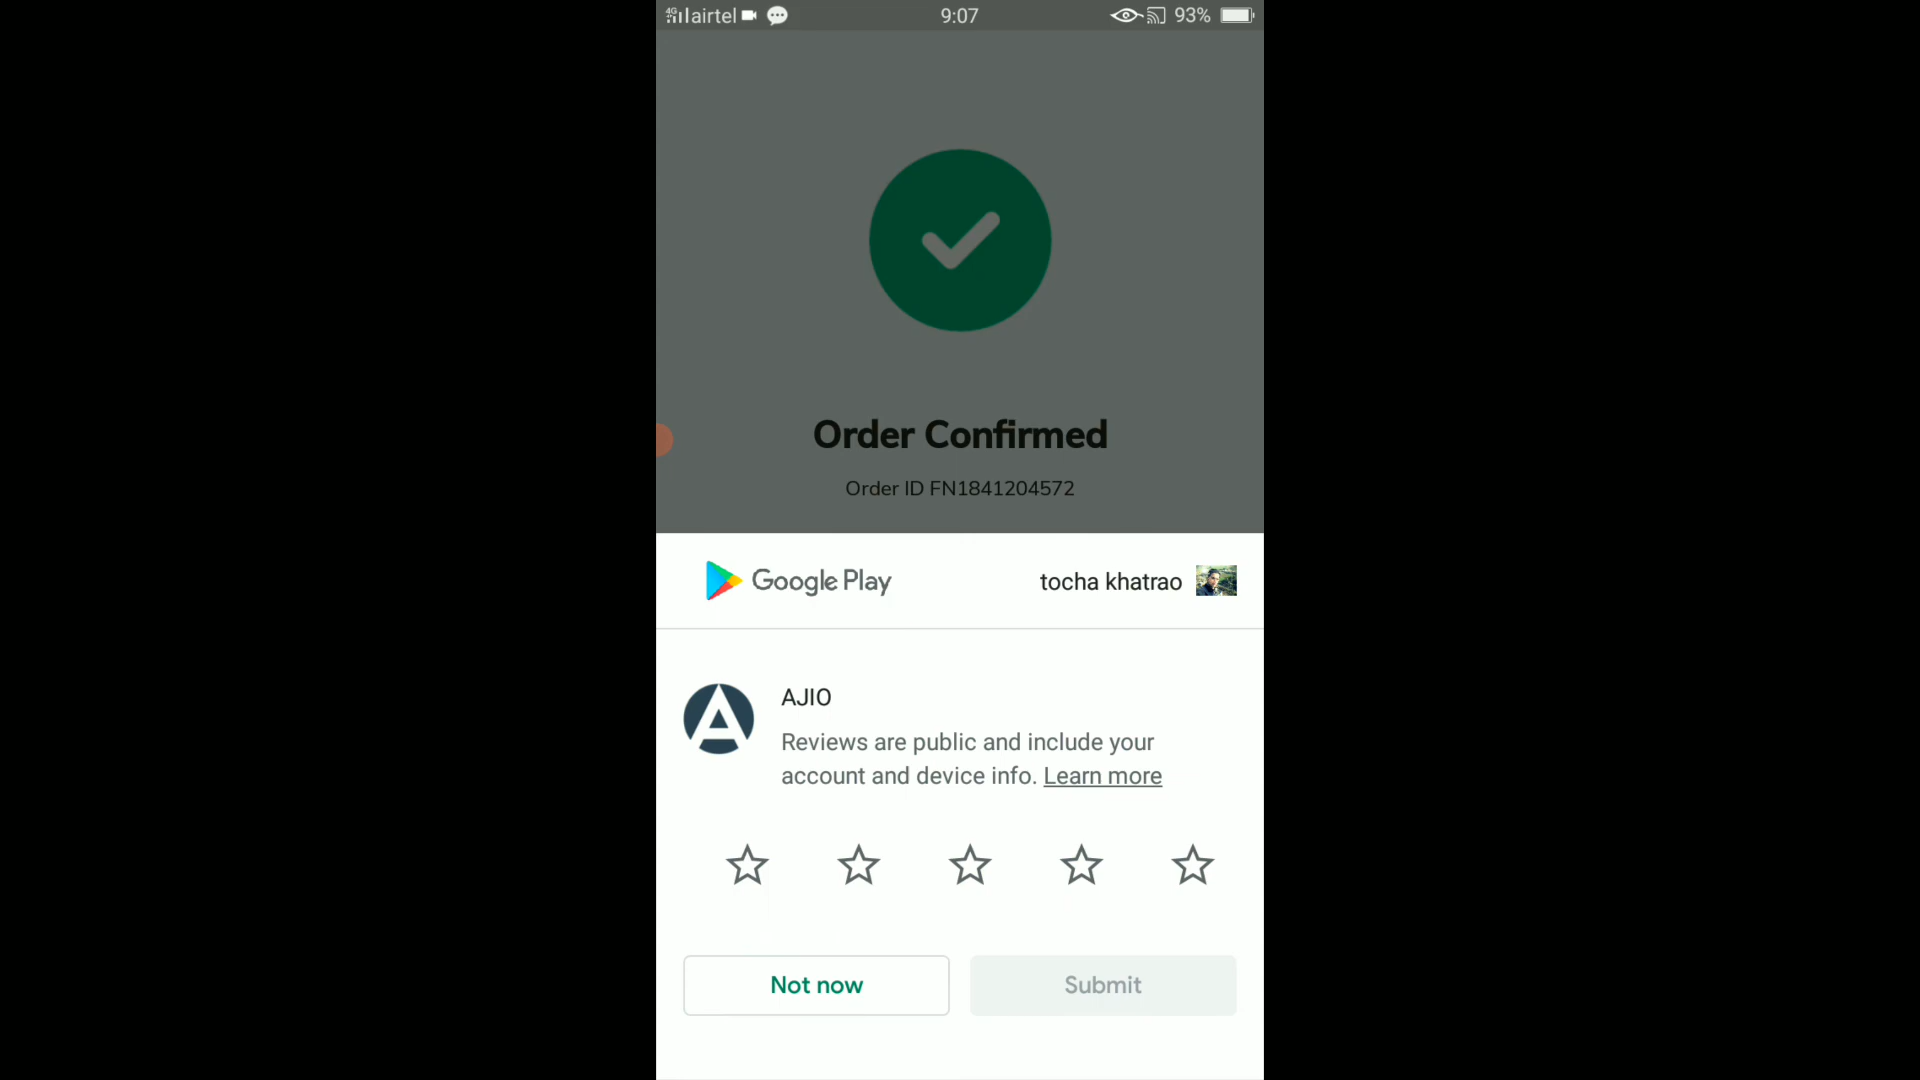 4G airtel 9:07 93%
Order Confirmed
Order ID FN1841204572
Google Play tocha khatrao
AJIO
Reviews are public and include your
account and device info. Learn more
Not now Submit